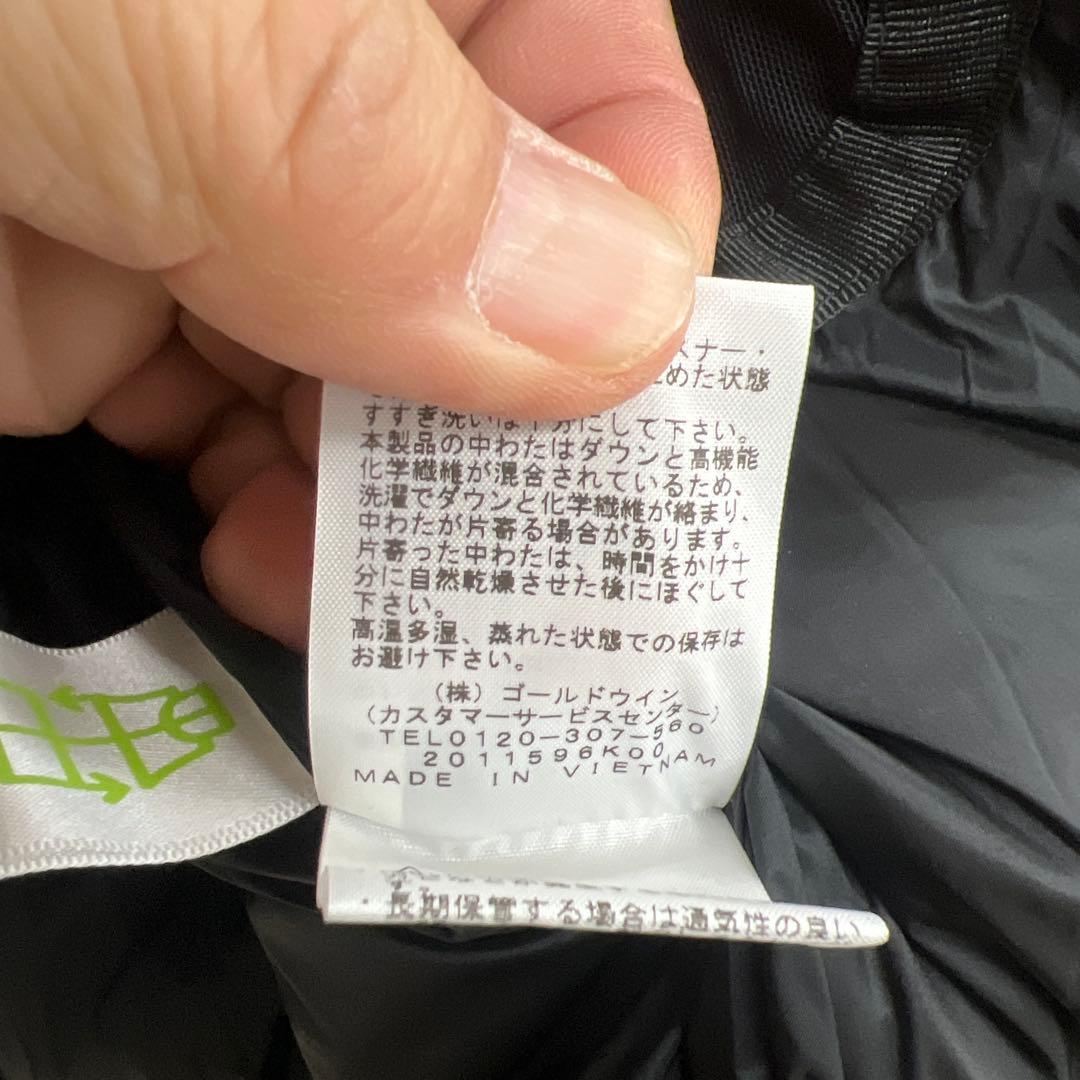 スナー・
とめた状態
すすぎ洗いは十分にして下さい。
本製品の中わたはダウンと高機能
化学繊維が混合されているため、
洗濯でダウンと化学繊維が絡まり、
中わたが片寄る場合があります。
片寄った中わたは、時間をかけ十
分に自然乾燥させた後にほぐして
下さい。
高温多湿、蒸れた状態での保存は
お避け下さい。
（株）ゴールドウイン
（カスタマーサービスセンター）
TEL0120-307-560
2011596K00
MADE IN VIETNAM
・長期保管する場合は通気性の良い